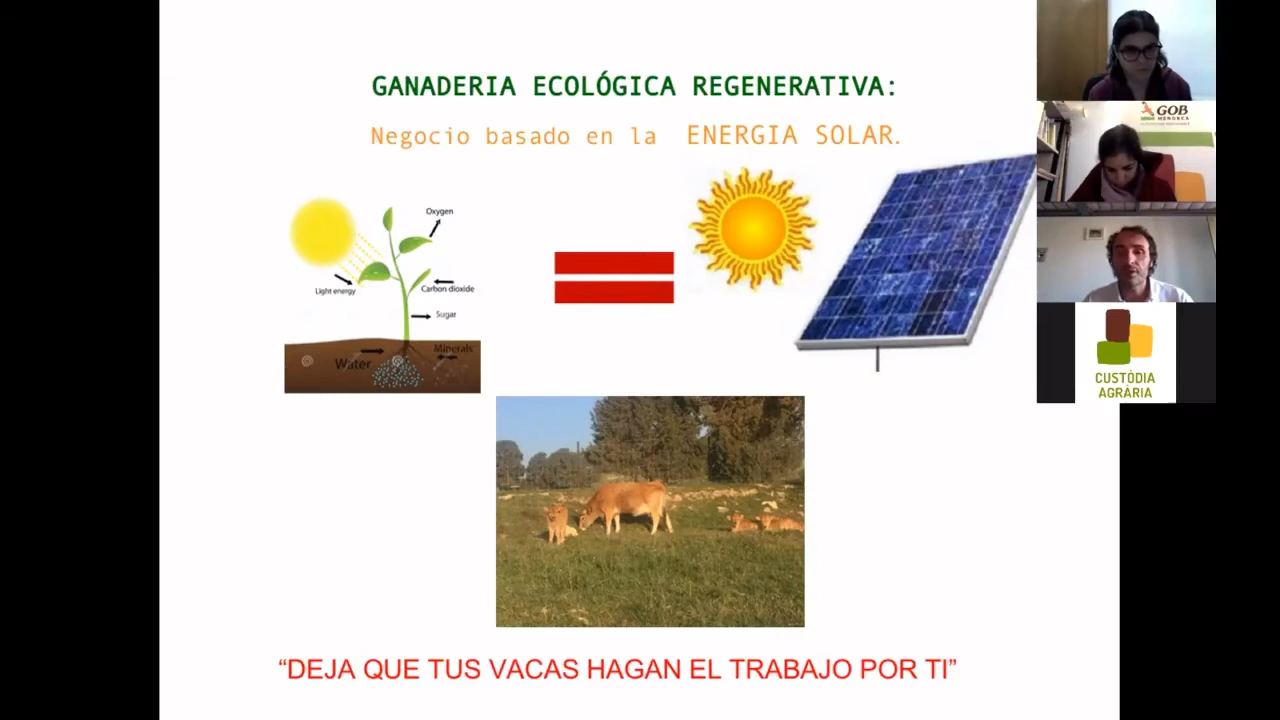 GANADERIA ECOLÓGICA REGENERATIVA:
Negocio basado en la ENERGIA SOLAR.
Oxygen
Light energy
Carbon dioxide
Sugar
Water
Minerals
"DEJA QUE TUS VACAS HAGAN EL TRABAJO POR TI"
GOB
MENORCA
CUSTÒDIA
AGRÀRIA